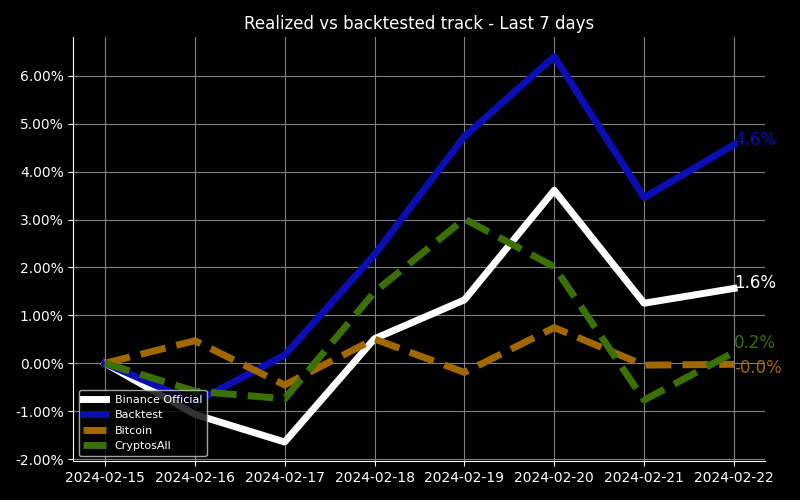 Realized vs backtested track - Last 7 days
6.00%
5.00%
4.00%
3.00%
2.00%
1.00%
0.00%
-1.00%
-2.00%
4.6%
1.6%
0.2%
-0.0%
Binance Official
Backtest
Bitcoin
CryptosAll
2024-02-15 2024-02-16 2024-02-17 2024-02-18 2024-02-19 2024-02-20 2024-02-21 2024-02-22